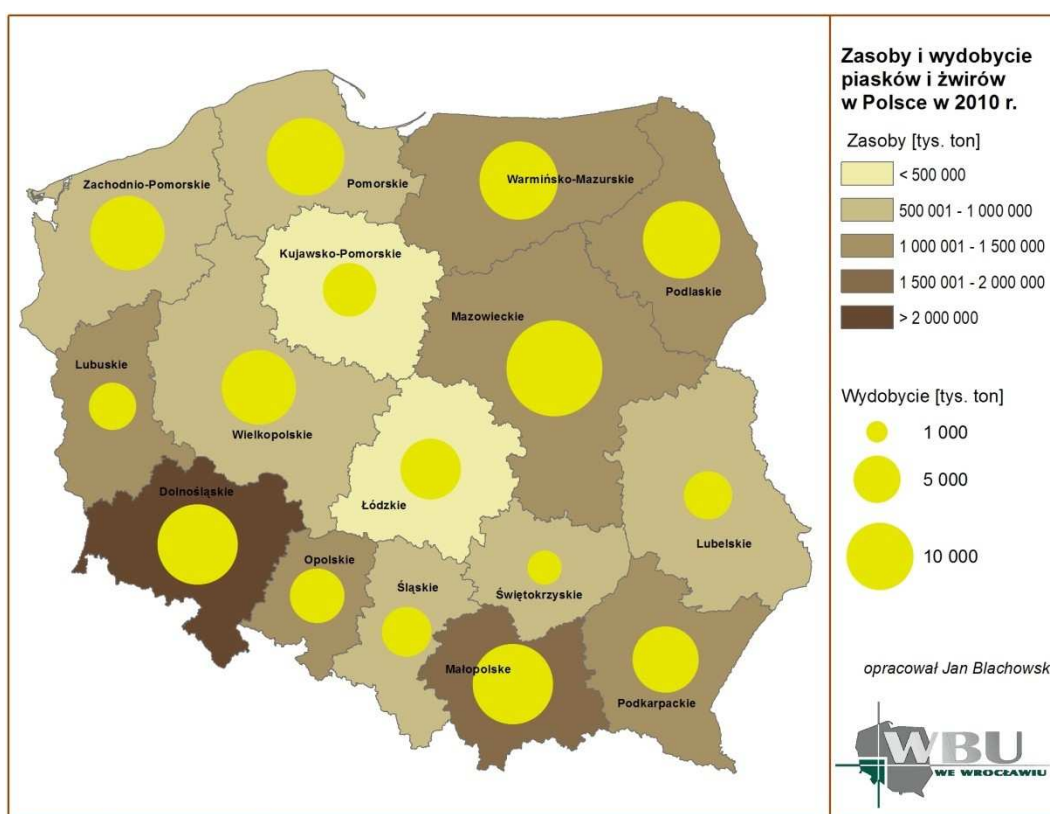 Zasoby i wydobycie
piasków i żwirów
w Polsce w 2010 r.
Zasoby [tys. ton]
< 500 000
500 001 - 1 000 000
1 000 001 - 1 500 000
1 500 001 - 2 000 000
> 2 000 000
Wydobycie [tys. ton]
1 000
5 000
10 000
opracował Jan Blachowsk
WBU
WE WROCŁAWIU
Zachodnio-Pomorskie
Pomorskie
Warmińsko-Mazurskie
Kujawsko-Pomorskie
Podlaskie
Mazowieckie
Lubuskie
Wielkopolskie
Dolnośląskie
Łódzkie
Lubelskie
Opolskie
Śląskie
Świętokrzyskie
Małopolskie
Podkarpackie